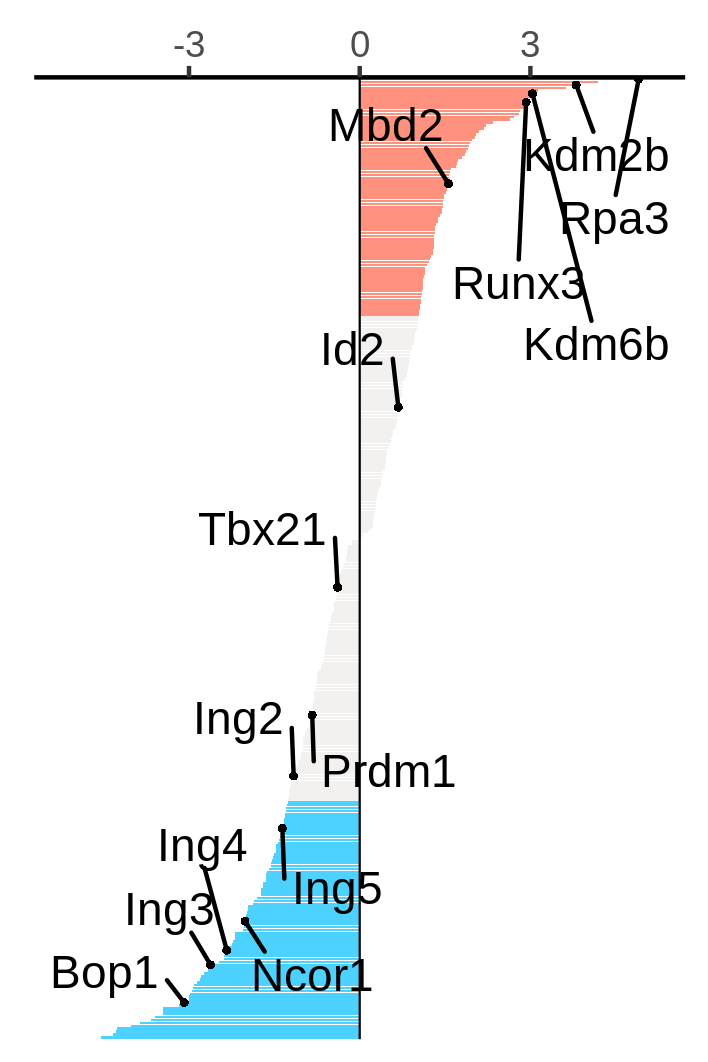 -3 0 3
Mbd2
Kdm2b
Rpa3
Runx3
Kdm6b
Id2
Tbx21
Ing2
Prdm1
Ing4
Ing5
Ing3
Bop1
Ncor1